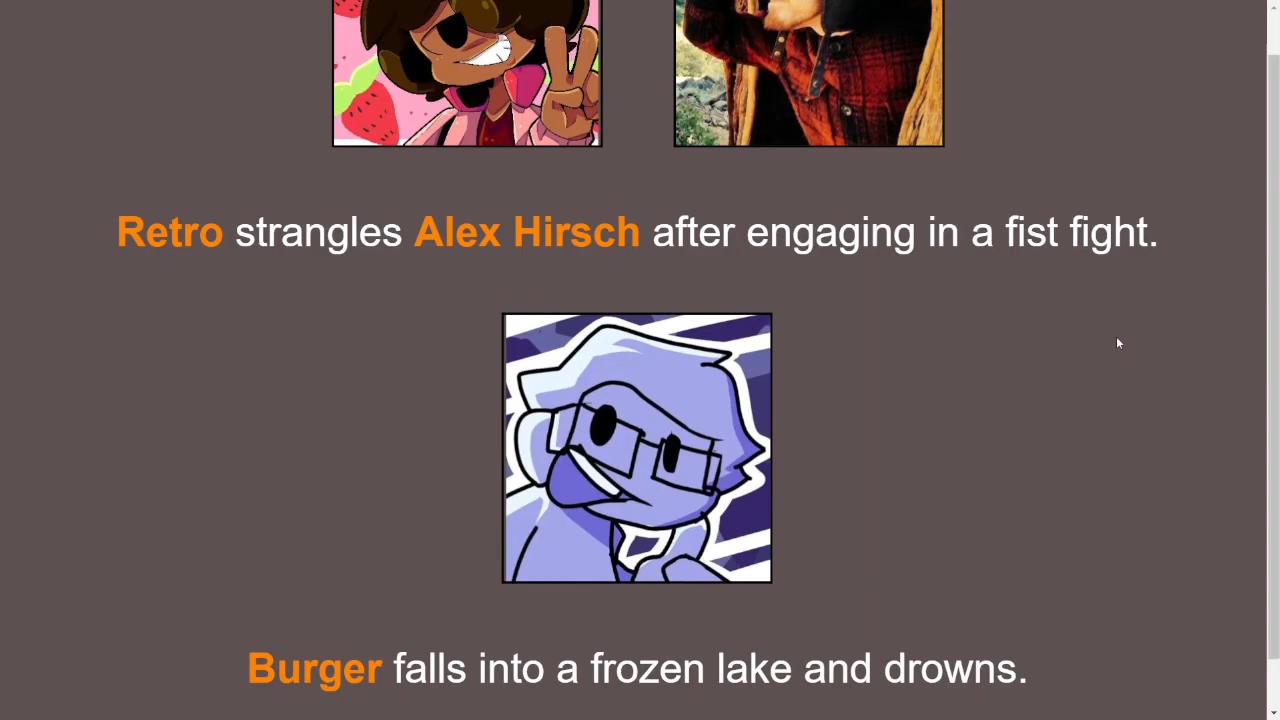 Retro strangles Alex Hirsch after engaging in a fist fight.
Burger falls into a frozen lake and drowns.